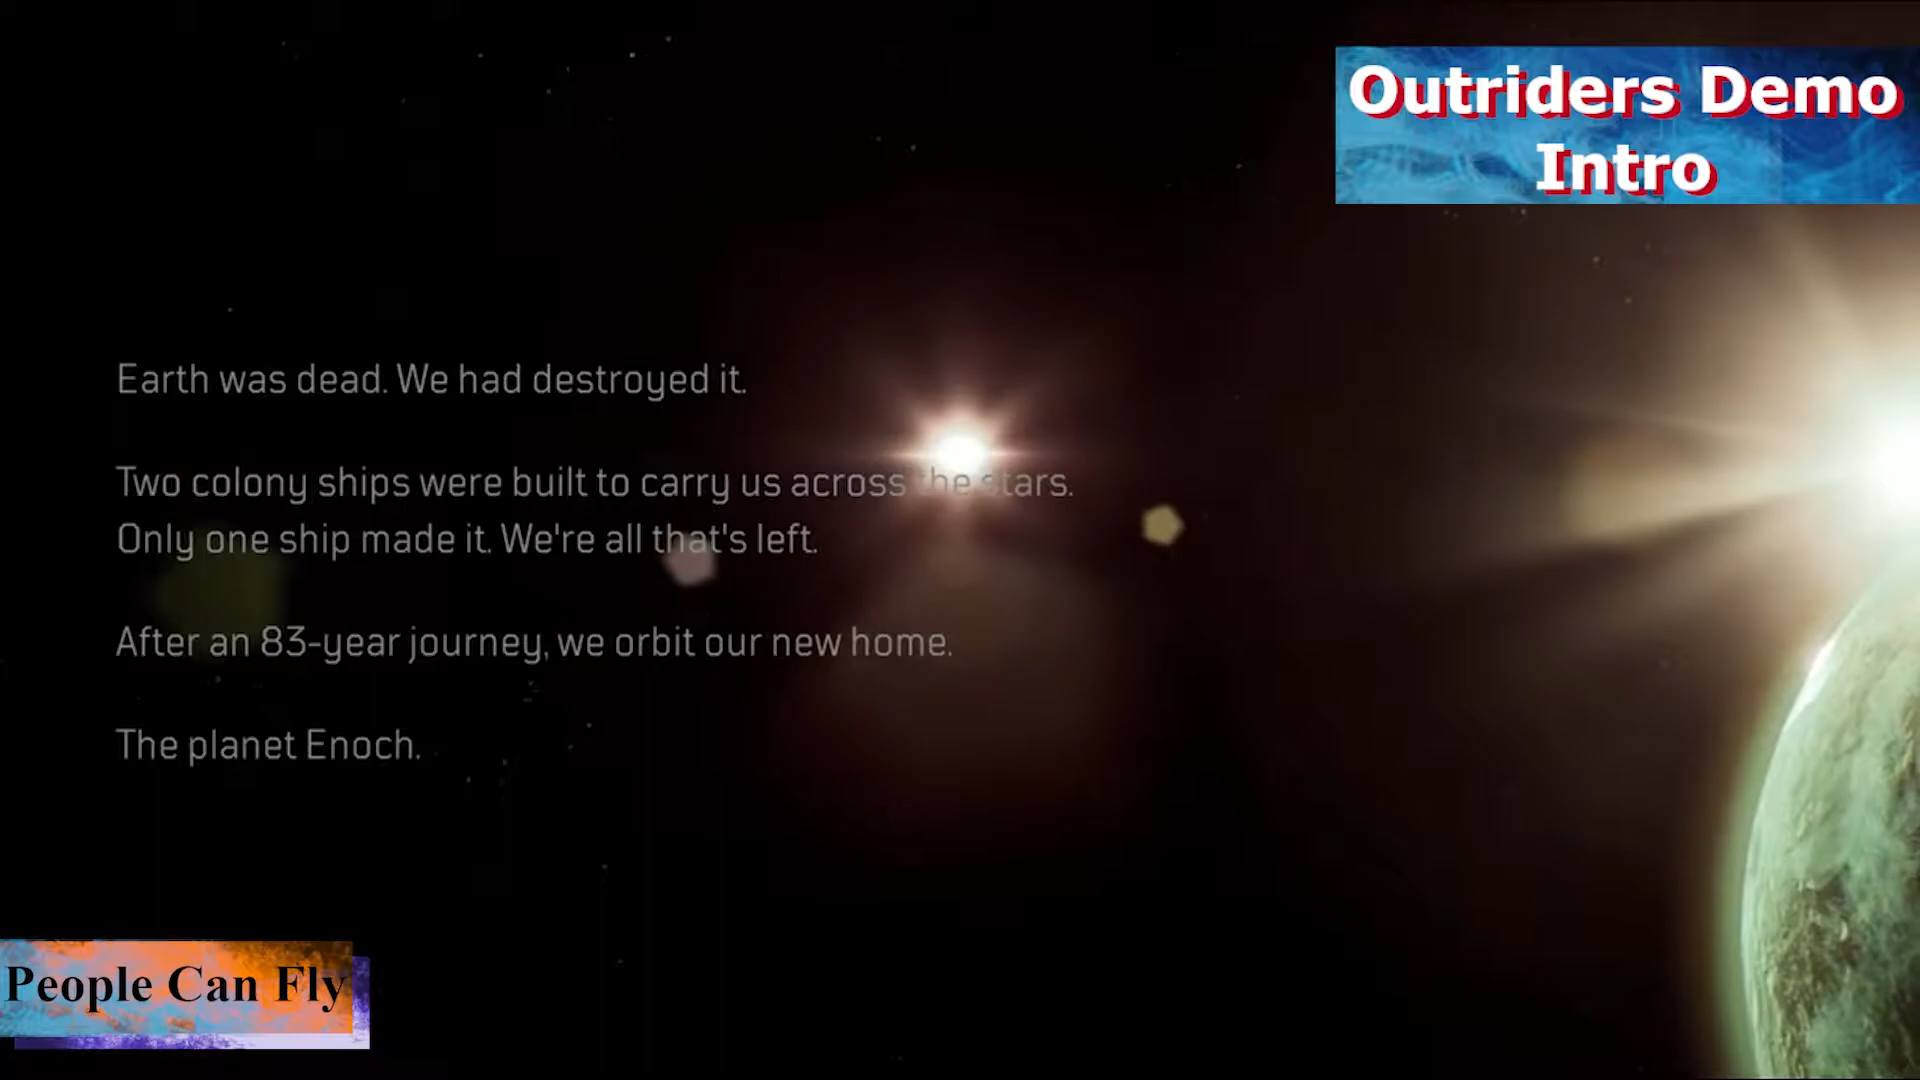 Outriders Demo
Intro
Earth was dead. We had destroyed it.
Two colony ships were built to carry us across the stars.
Only one ship made it. We're all that's left.
After an 83-year journey, we orbit our new home.
The planet Enoch.
People Can Fly